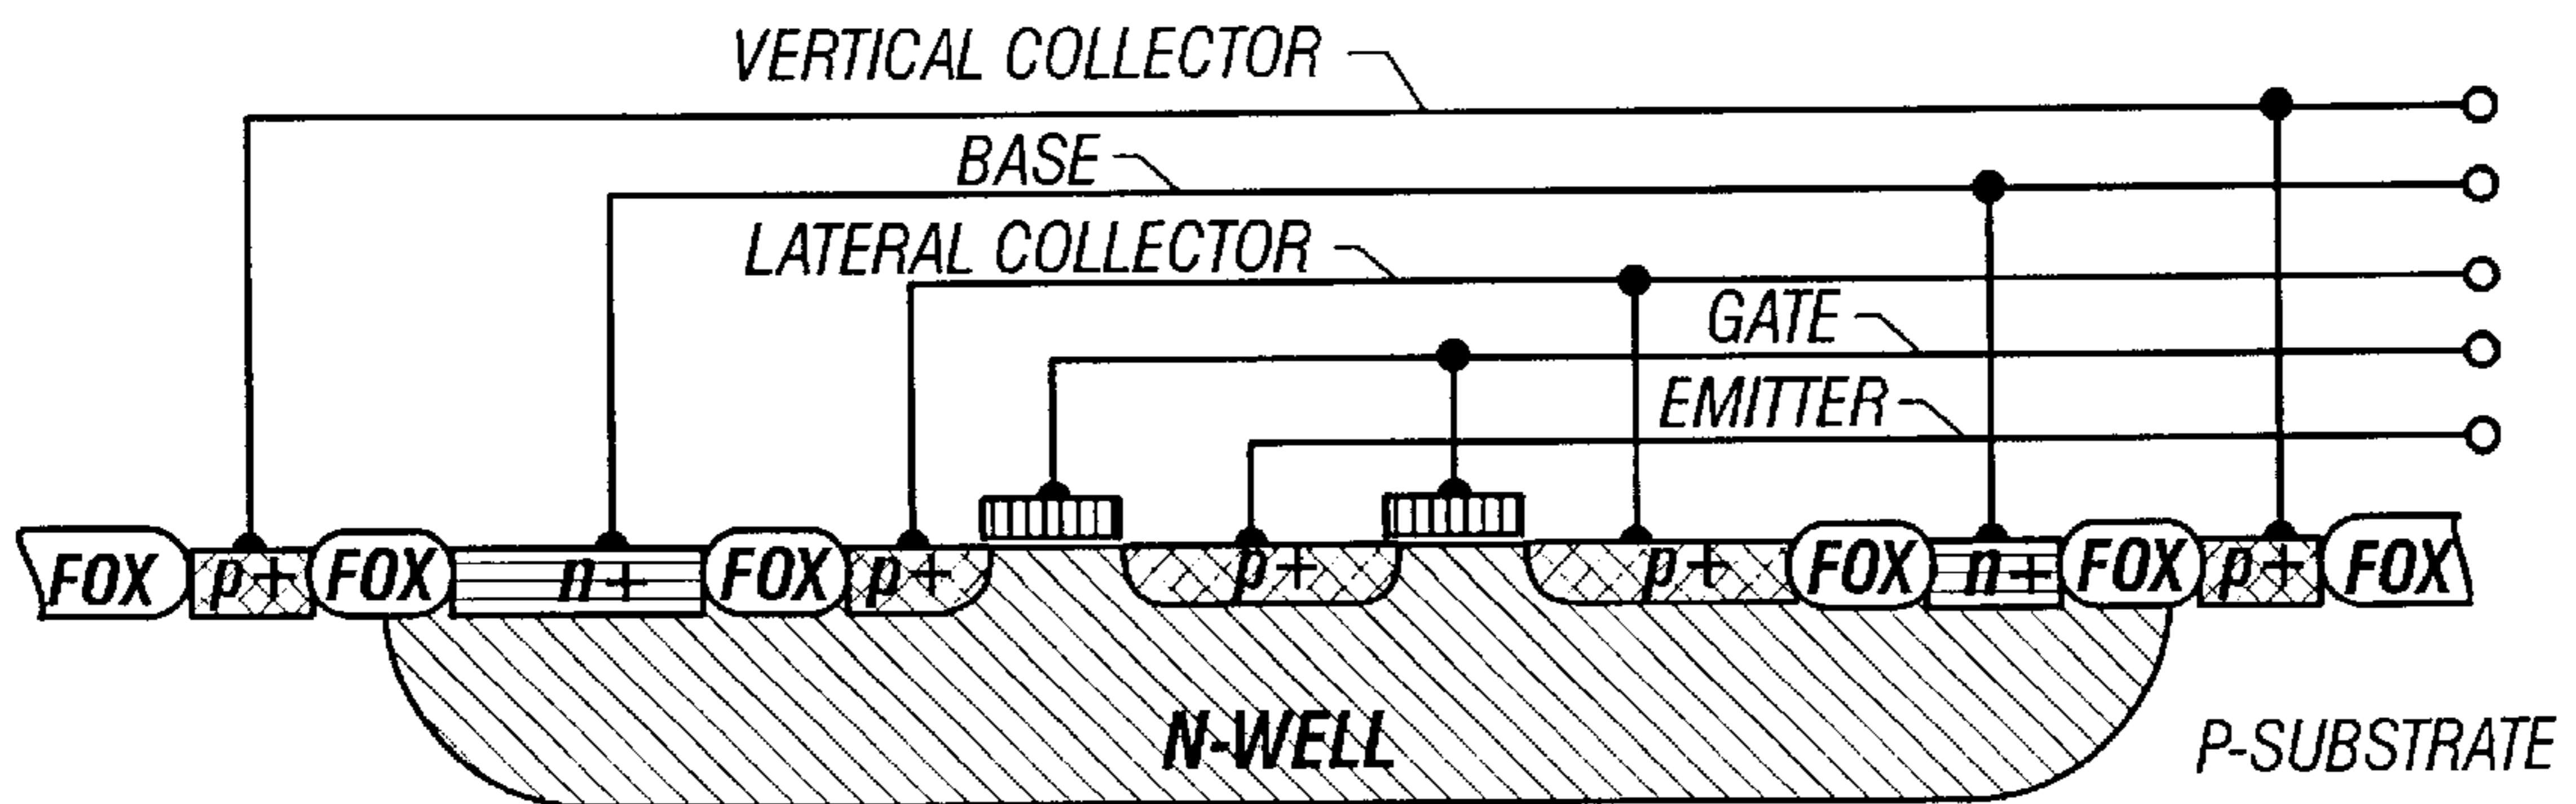 VERTICAL COLLECTOR
BASE
LATERAL COLLECTOR
GATE
EMITTER
FOX p+ FOX n+ FOX p+ p+ p+ FOX n+ FOX p+ FOX
N-WELL
P-SUBSTRATE